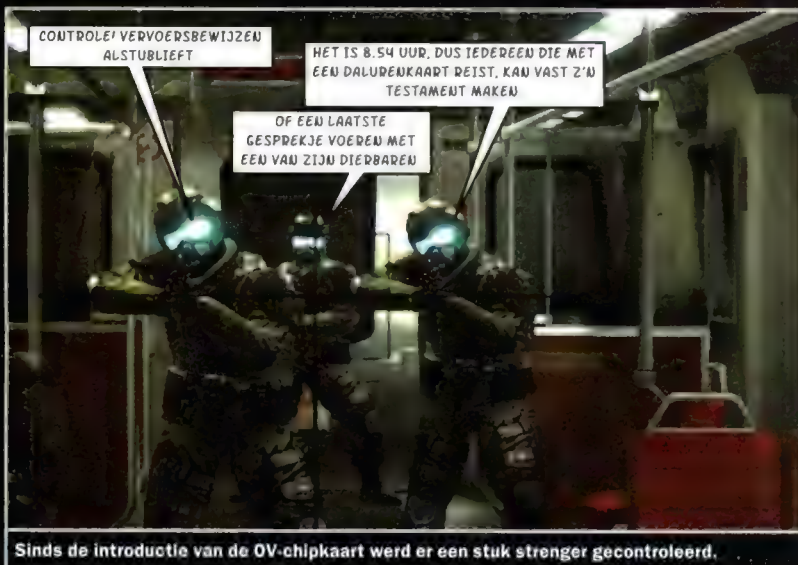 CONTROLE! VERVOERSBEWIJZEN
ALSTUBLIEFT
HET IS 8.54 UUR, DUS IEDEREEN DIE MET
EEN DALURENKAART REIST, KAN VAST Z'N
TESTAMENT MAKEN
OF EEN LAATSTE
GESPREKJE VOEREN MET
EEN VAN ZIJN DIERBAREN
Sinds de introductie van de OV-chipkaart werd er een stuk strenger gecontroleerd.